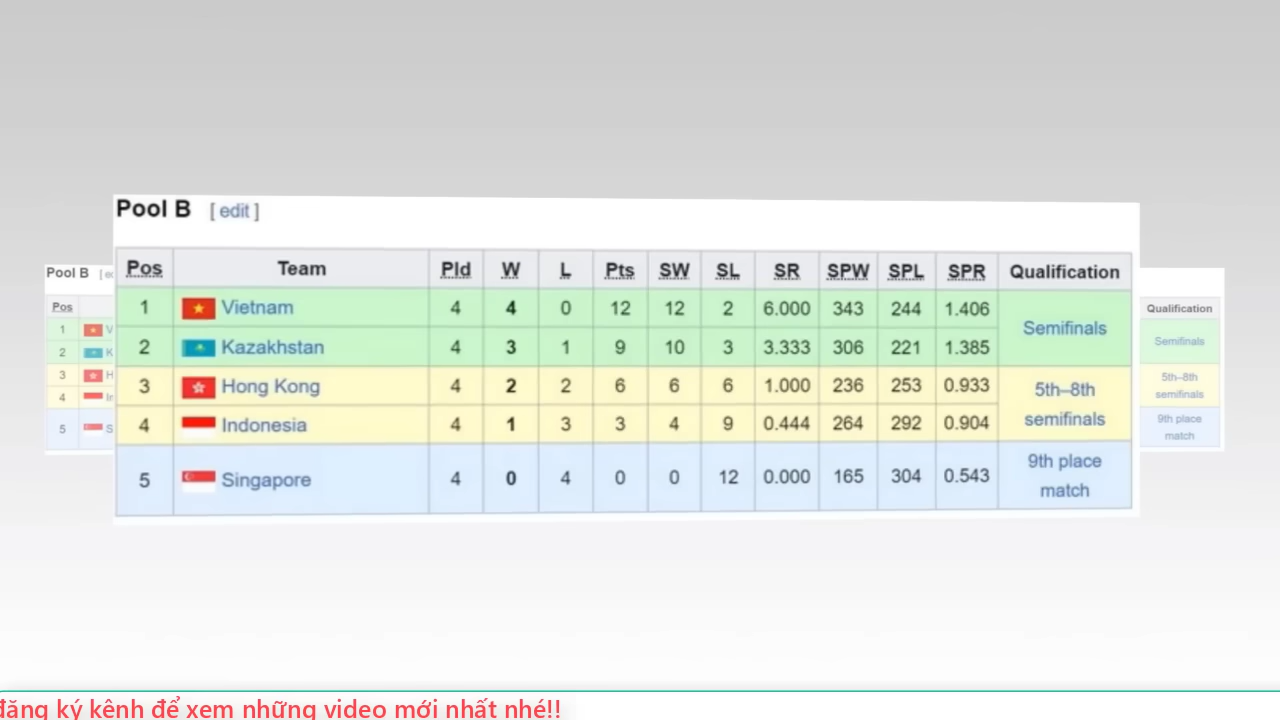 Pool B [ edit ]
Pos Team Pld W L Pts SW SL SR SPW SPL SPR Qualification
1 Vietnam 4 4 0 12 12 2 6.000 343 244 1.406 Semifinals
2 Kazakhstan 4 3 1 9 10 3 3.333 306 221 1.385
3 Hong Kong 4 2 2 6 6 6 1.000 236 253 0.933 5th–8th
semifinals
4 Indonesia 4 1 3 3 4 9 0.444 264 292 0.904
5 Singapore 4 0 4 0 0 12 0.000 165 304 0.543 9th place
match
Pool B
Pos
1
2
3
4
5
Qualification
Semifinals
5th–8th
semifinals
9th place
match
đăng ký kênh để xem những video mới nhất nhé!!